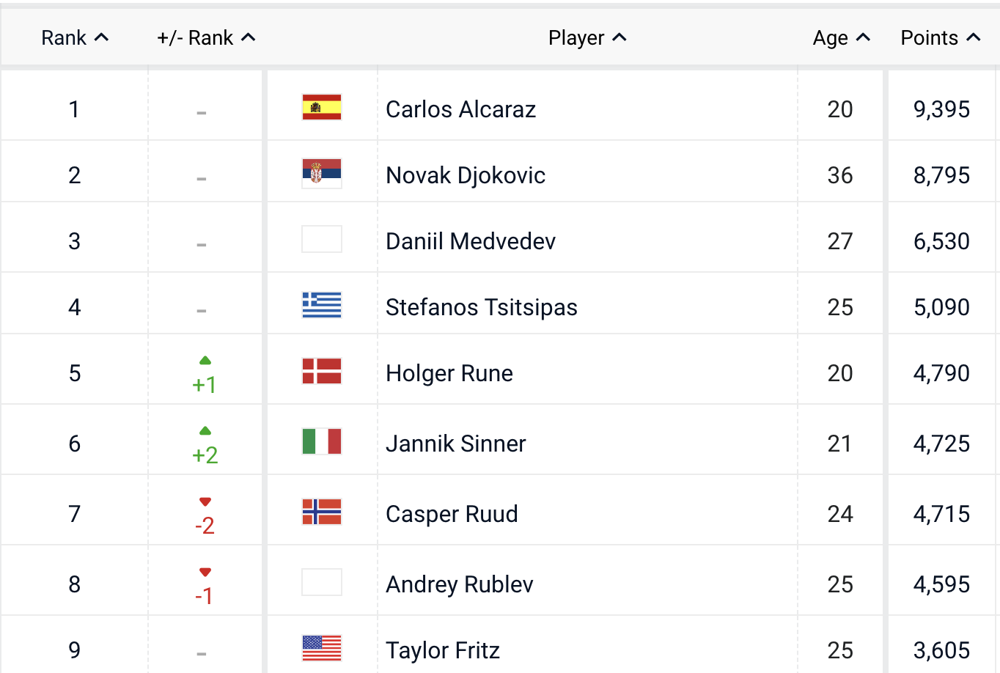 Rank +/- Rank Player Age Points
1 - Carlos Alcaraz 20 9,395
2 - Novak Djokovic 36 8,795
3 - Daniil Medvedev 27 6,530
4 - Stefanos Tsitsipas 25 5,090
5 +1 Holger Rune 20 4,790
6 +2 Jannik Sinner 21 4,725
7 -2 Casper Ruud 24 4,715
8 -1 Andrey Rublev 25 4,595
9 - Taylor Fritz 25 3,605